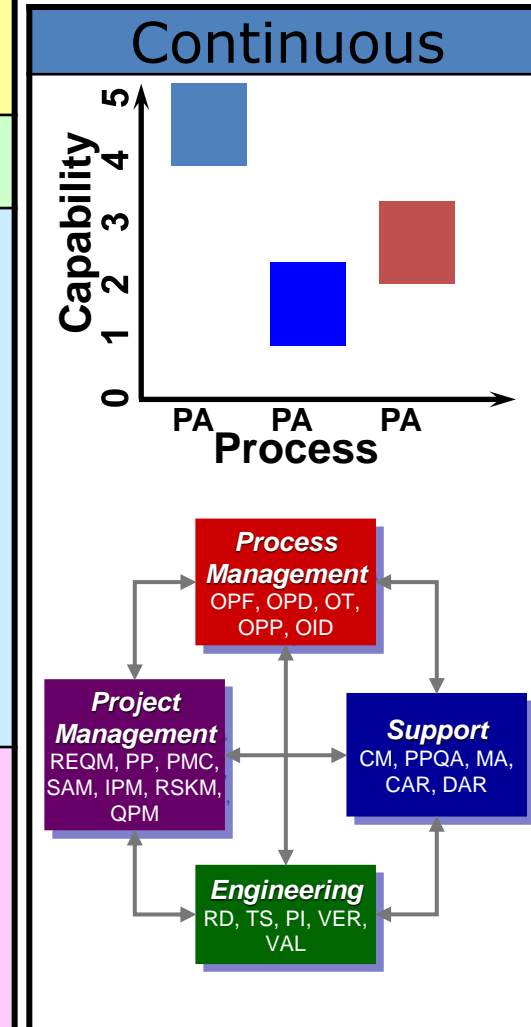 Continuous
Capability
5
4
3
2
1
0
PA PA PA
Process
Process
Management
OPF, OPD, OT,
OPP, OID
Project
Management
REQM, PP, PMC,
SAM, IPM, RSKM,
QPM
Support
CM, PPQA, MA,
CAR, DAR
Engineering
RD, TS, PI, VER,
VAL